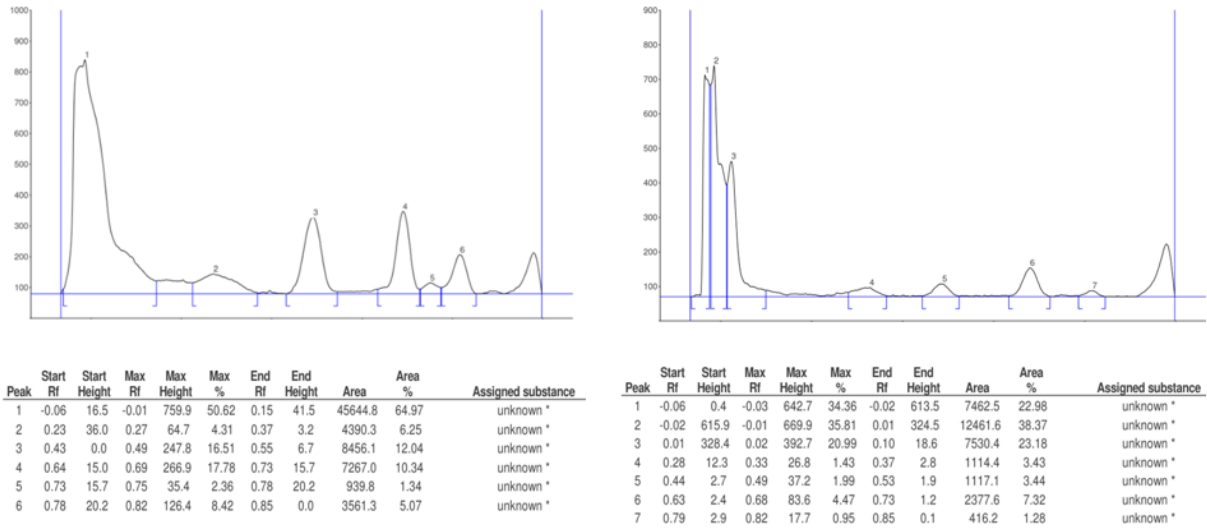 1000
900
800
700
600
500
400
300
200
100
1
2
3
4
5
6
900
800
700
600
500
400
300
200
100
1
2
3
4
5
6
7
Peak Start Rf Start Height Max Rf Max Height Max % End Rf End Height Area Area % Assigned substance
1 -0.06 16.5 -0.01 759.9 50.62 0.15 41.5 45644.8 64.97 unknown *
2 0.23 36.0 0.27 64.7 4.31 0.37 3.2 4390.3 6.25 unknown *
3 0.43 0.0 0.49 247.8 16.51 0.55 6.7 8456.1 12.04 unknown *
4 0.64 15.0 0.69 266.9 17.78 0.73 15.7 7267.0 10.34 unknown *
5 0.73 15.7 0.75 35.4 2.36 0.78 20.2 939.8 1.34 unknown *
6 0.78 20.2 0.82 126.4 8.42 0.85 0.0 3561.3 5.07 unknown *
Peak Start Rf Start Height Max Rf Max Height Max % End Rf End Height Area Area % Assigned substance
1 -0.06 0.4 -0.03 642.7 34.36 -0.02 613.5 7462.5 22.98 unknown *
2 -0.02 615.9 -0.01 669.9 35.81 0.01 324.5 12461.6 38.37 unknown *
3 0.01 328.4 0.02 392.7 20.99 0.10 18.6 7530.4 23.18 unknown *
4 0.28 12.3 0.33 26.8 1.43 0.37 2.8 1114.4 3.43 unknown *
5 0.44 2.7 0.49 37.2 1.99 0.53 1.9 1117.1 3.44 unknown *
6 0.63 2.4 0.68 83.6 4.47 0.73 1.2 2377.6 7.32 unknown *
7 0.79 2.9 0.82 17.7 0.95 0.85 0.1 416.2 1.28 unknown *